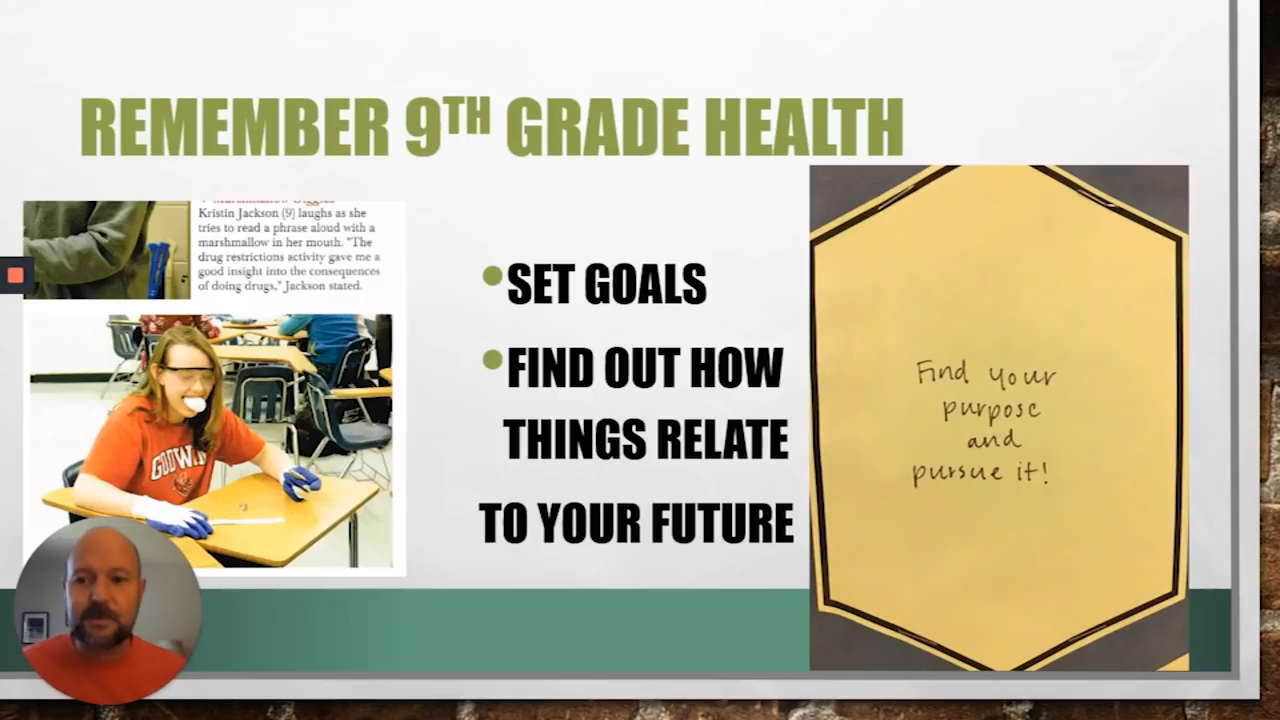 REMEMBER 9TH GRADE HEALTH
Kristin Jackson (9) laughs as she
tries to read a phrase aloud with a
marshmallow in her mouth. "The
drug restrictions activity gave me a
good insight into the consequences
of doing drugs," Jackson stated.
GODWIN
•SET GOALS
•FIND OUT HOW
THINGS RELATE
TO YOUR FUTURE
Find your
purpose
and
pursue it!